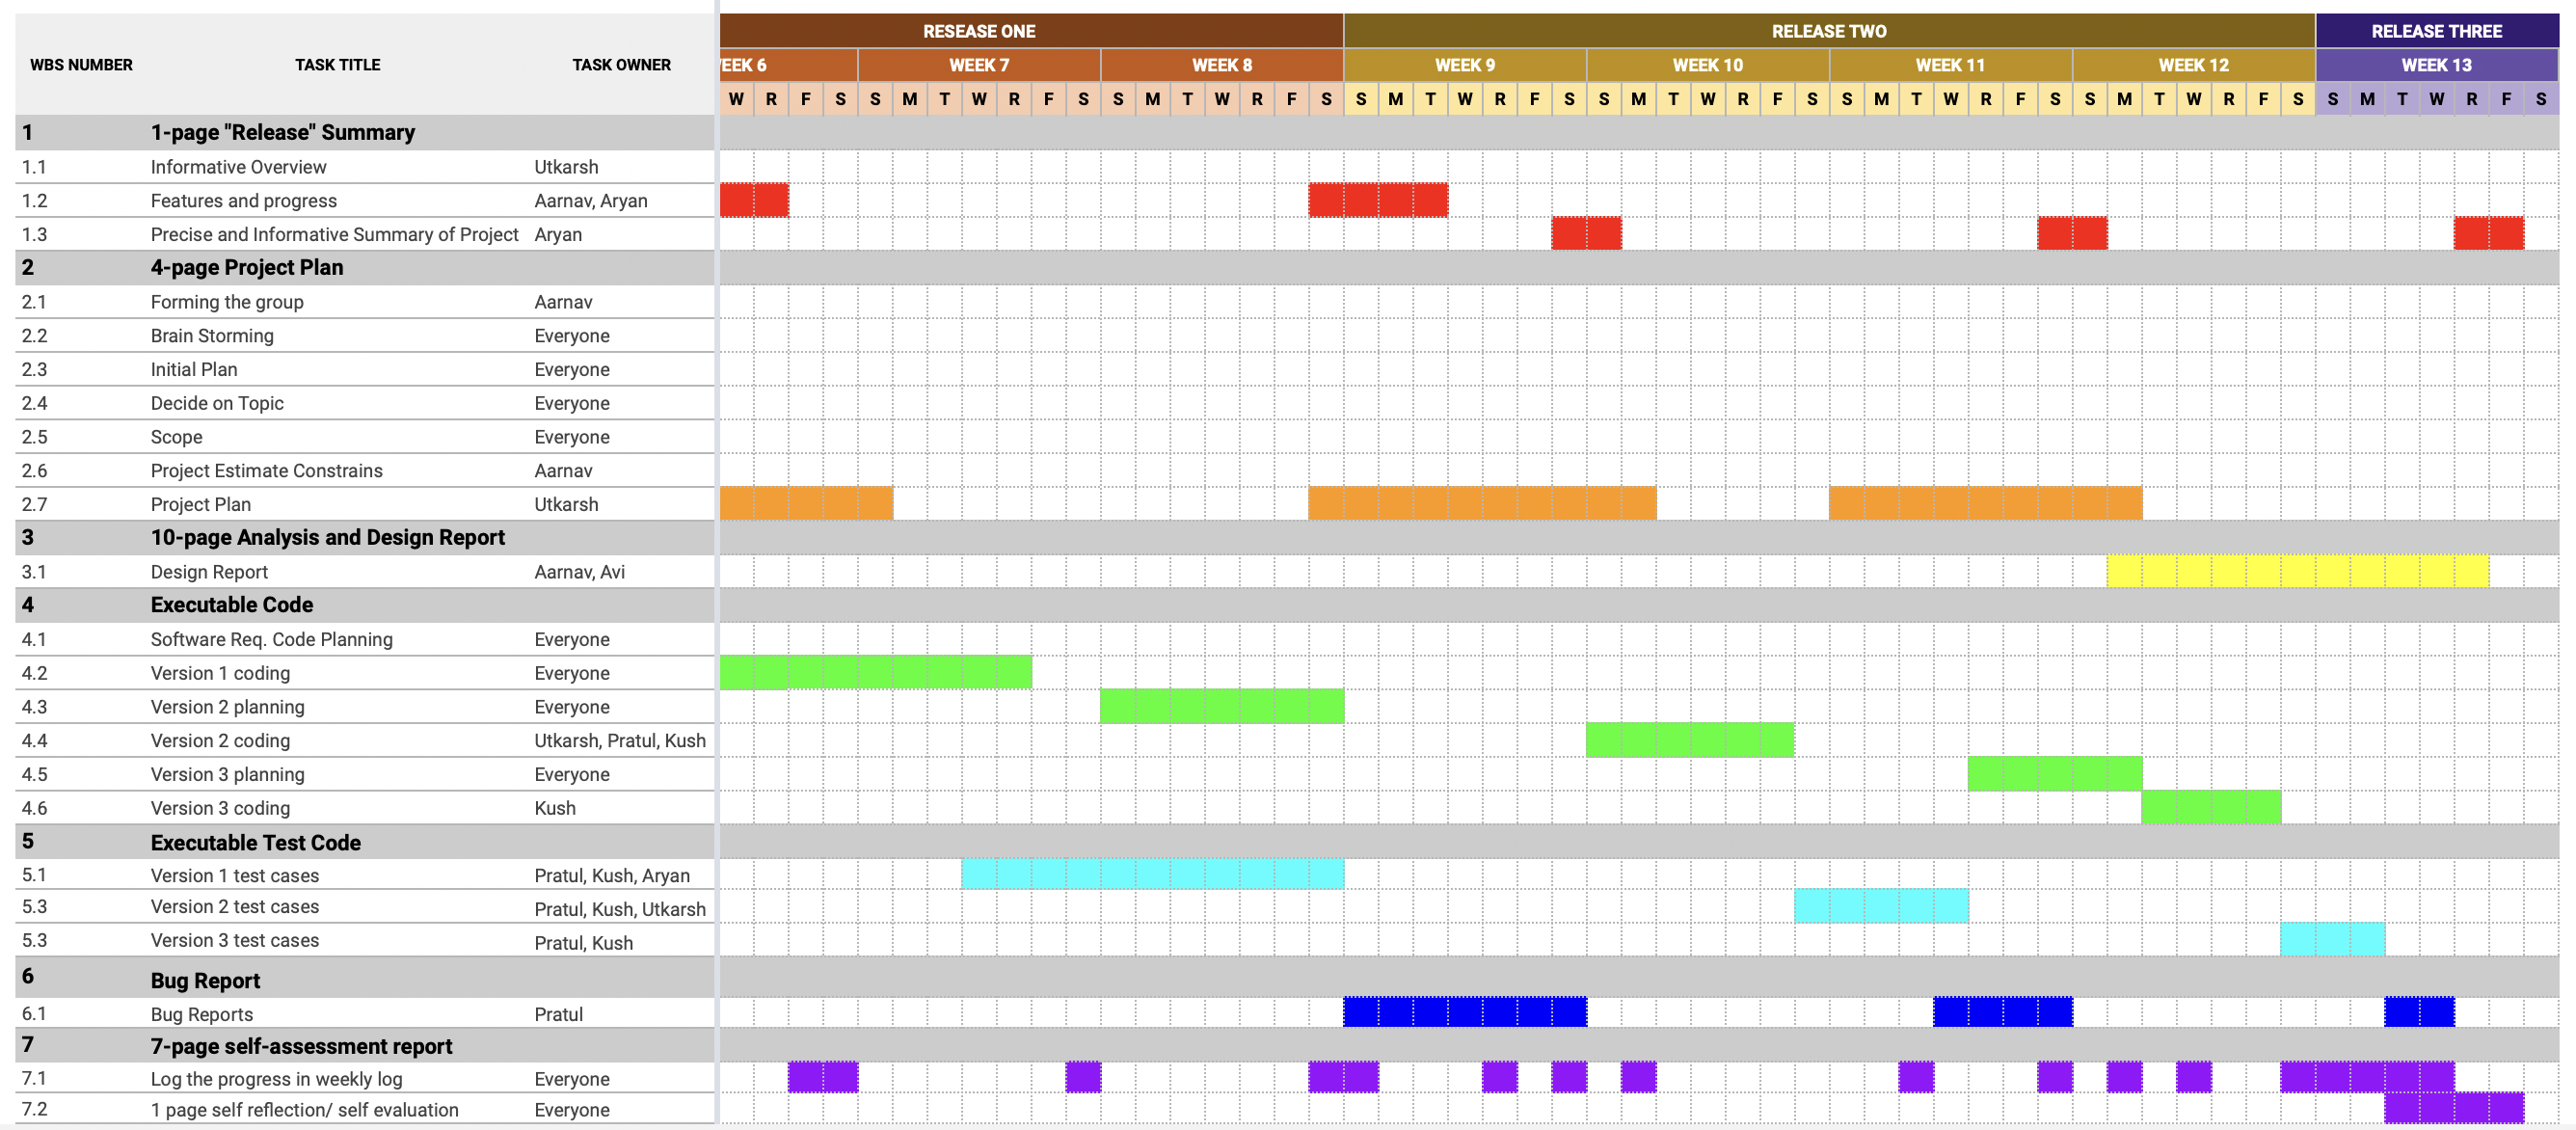 RESEASE ONE RELEASE TWO RELEASE THREE
WBS NUMBER TASK TITLE TASK OWNER EEK 6 WEEK 7 WEEK 8 WEEK 9 WEEK 10 WEEK 11 WEEK 12 WEEK 13
W R F S S M T W R F S S M T W R F S S M T W R F S S M T W R F S S M T W R F S S M T W R F S S M T W R F S
1 1-page "Release" Summary
1.1 Informative Overview Utkarsh
1.2 Features and progress Aarnav, Aryan
1.3 Precise and Informative Summary of Project Aryan
2 4-page Project Plan
2.1 Forming the group Aarnav
2.2 Brain Storming Everyone
2.3 Initial Plan Everyone
2.4 Decide on Topic Everyone
2.5 Scope Everyone
2.6 Project Estimate Constrains Aarnav
2.7 Project Plan Utkarsh
3 10-page Analysis and Design Report
3.1 Design Report Aarnav, Avi
4 Executable Code
4.1 Software Req. Code Planning Everyone
4.2 Version 1 coding Everyone
4.3 Version 2 planning Everyone
4.4 Version 2 coding Utkarsh, Pratul, Kush
4.5 Version 3 planning Everyone
4.6 Version 3 coding Kush
5 Executable Test Code
5.1 Version 1 test cases Pratul, Kush, Aryan
5.3 Version 2 test cases Pratul, Kush, Utkarsh
5.3 Version 3 test cases Pratul, Kush
6 Bug Report
6.1 Bug Reports Pratul
7 7-page self-assessment report
7.1 Log the progress in weekly log Everyone
7.2 1 page self reflection/ self evaluation Everyone